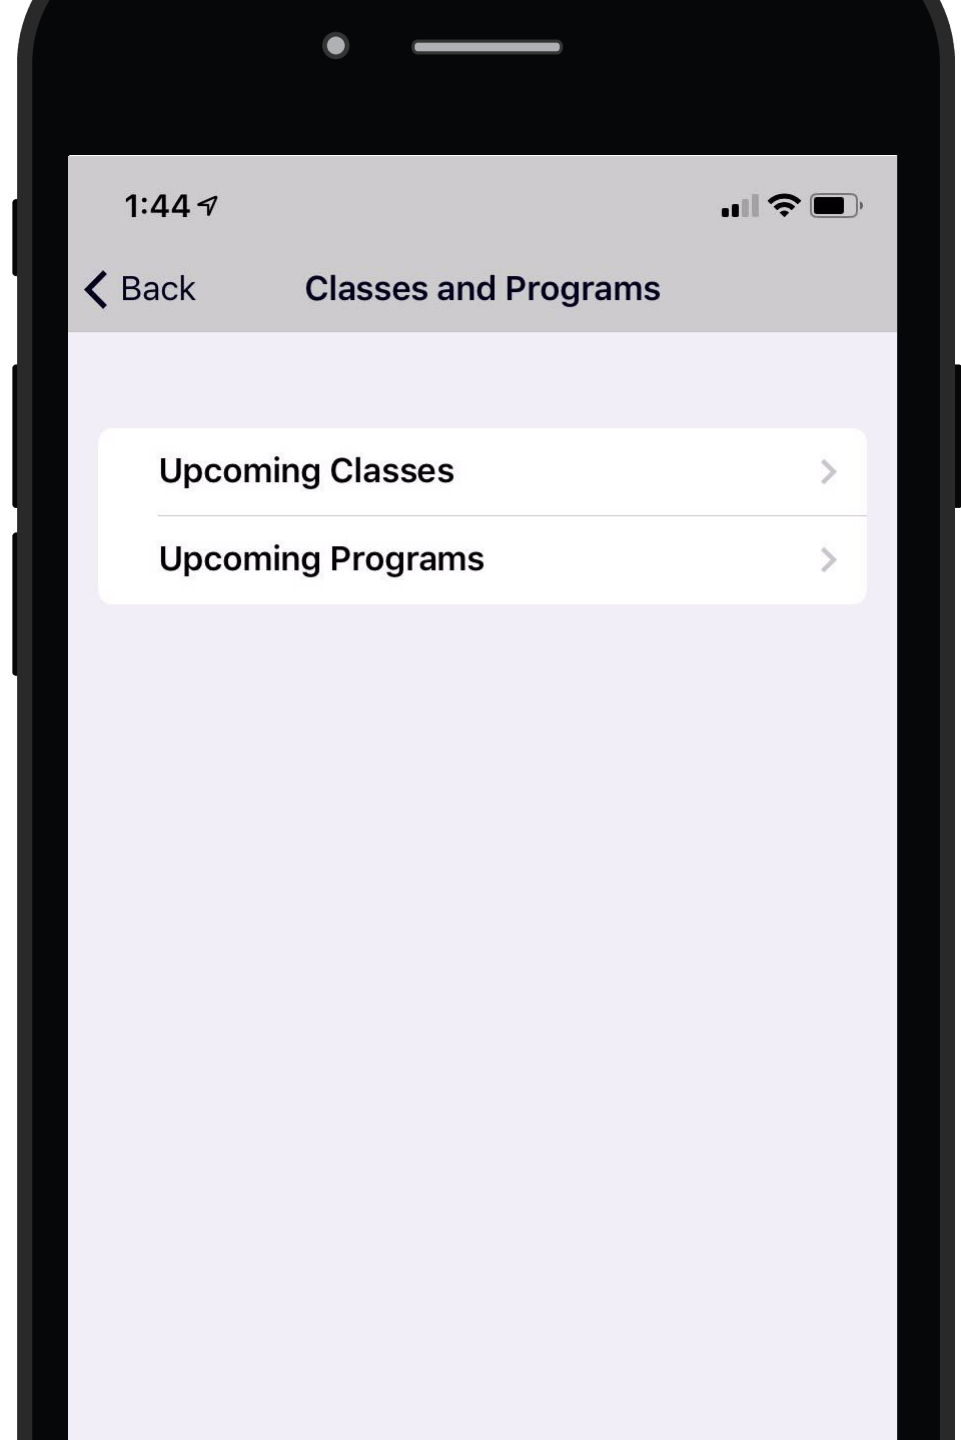 1:44
Back
Classes and Programs
Upcoming Classes
Upcoming Programs